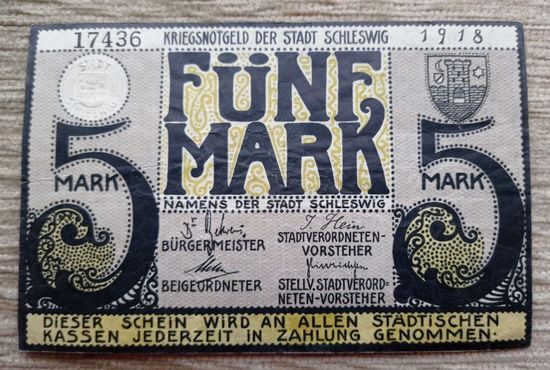 17436 KRIEGSNOTGELD DER STADT SCHLESWIG 1918
FÜNF
MARK
5 MARK
5 MARK
NAMENS DER STADT SCHLESWIG
BÜRGERMEISTER
STADTVERORDNETEN-
VORSTEHER
BEIGEORDNETER
STELLV. STADTVERORD-
NETEN-VORSTEHER
DIESER SCHEIN WIRD AN ALLEN STÄDTISCHEN
KASSEN JEDERZEIT IN ZAHLUNG GENOMMEN.